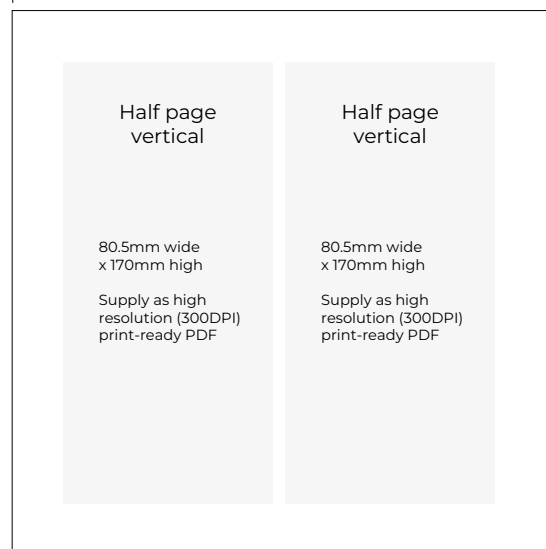 Half page
vertical
80.5mm wide
x 170mm high
Supply as high
resolution (300DPI)
print-ready PDF
Half page
vertical
80.5mm wide
x 170mm high
Supply as high
resolution (300DPI)
print-ready PDF